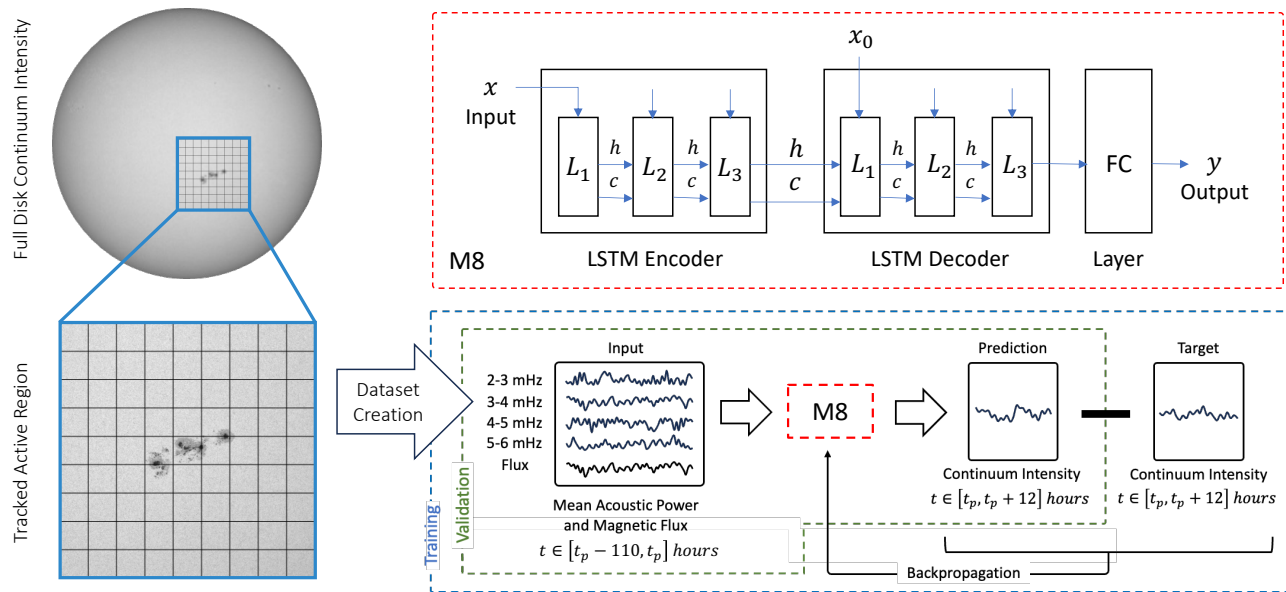 Full Disk Continuum Intensity
Tracked Active Region
x
Input
L₁
h
c
L₂
h
c
L₃
h
c
x₀
L₁
h
c
L₂
h
c
L₃
FC
y
Output
M8
LSTM Encoder
LSTM Decoder
Layer
Dataset
Creation
Training
Validation
Input
2-3 mHz
3-4 mHz
4-5 mHz
5-6 mHz
Flux
Mean Acoustic Power
and Magnetic Flux
t ∈ [tₚ − 110, tₚ] hours
M8
Prediction
Continuum Intensity
t ∈ [tₚ, tₚ + 12] hours
Target
Continuum Intensity
t ∈ [tₚ, tₚ + 12] hours
Backpropagation